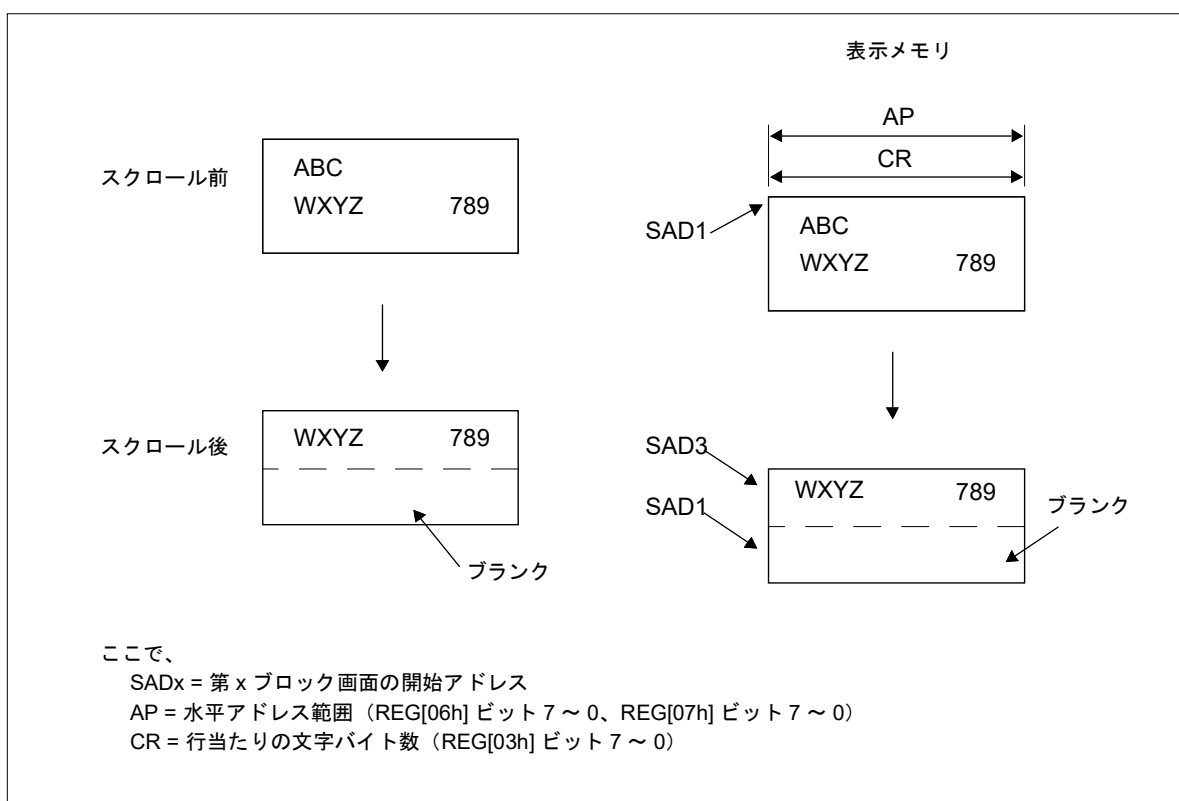 表示メモリ
AP
CR
スクロール前
ABC
WXYZ 789
SAD1
ABC
WXYZ 789
スクロール後
WXYZ 789
ブランク
SAD3
SAD1
WXYZ 789
ブランク
ここで、
SADx = 第 x ブロック画面の開始アドレス
AP = 水平アドレス範囲（REG[06h] ビット 7 ～ 0、REG[07h] ビット 7 ～ 0）
CR = 行当たりの文字バイト数（REG[03h] ビット 7 ～ 0）